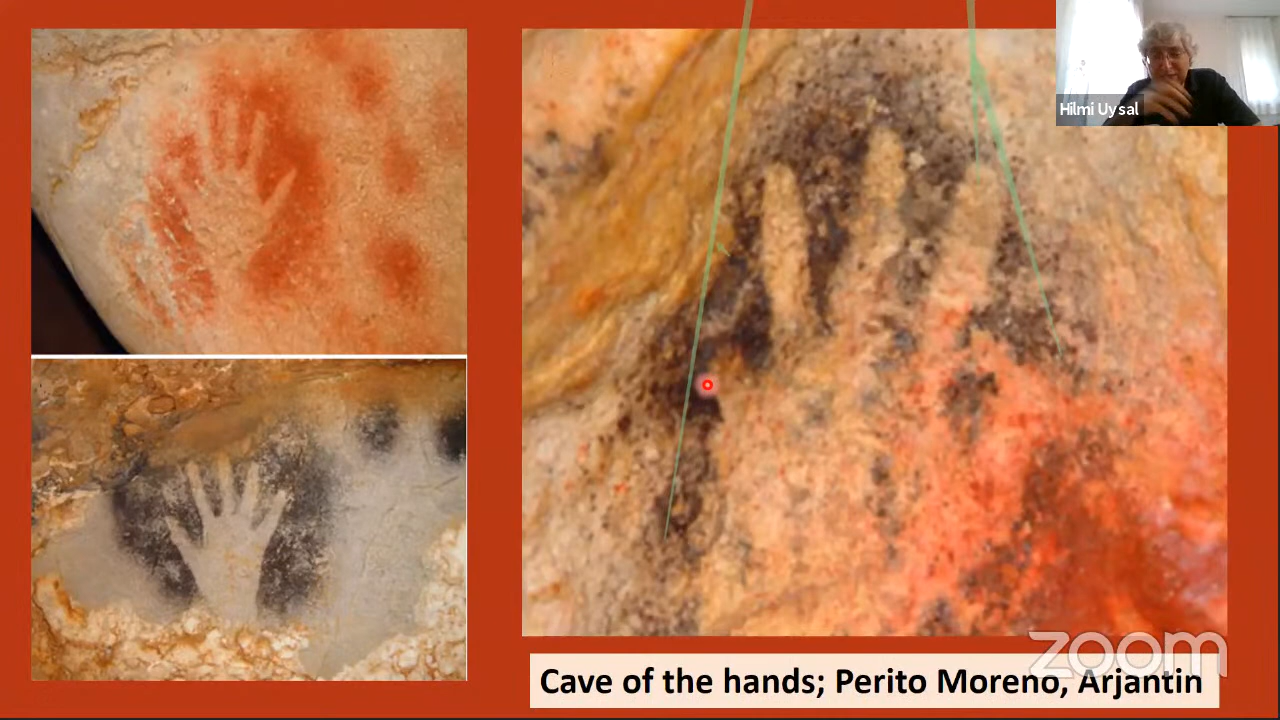 Hilmi Uysal
Cave of the hands; Perito Moreno, Arjantin
zoom